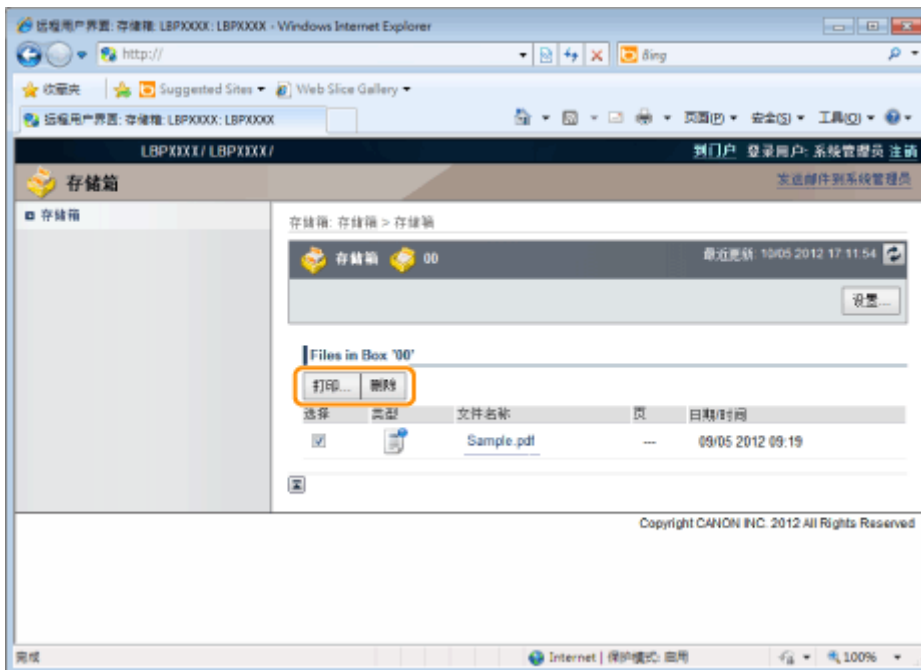 远程用户界面: 存储箱: LBPXXXX: LBPXXXX - Windows Internet Explorer
http://
Bing
收藏夹 Suggested Sites Web Slice Gallery
远程用户界面: 存储箱: LBPXXXX: LBPXXXX 页面(P) 安全(S) 工具(O)
LBPXXXX / LBPXXXX / 到门户 登录用户: 系统管理员 注销
存储箱 发送邮件到系统管理员
存储箱
存储箱: 存储箱 > 存储箱
存储箱 00 最近更新: 10/05 2012 17:11:54
设置...
Files in Box '00'
打印... 删除
选择 类型 文件名称 页 日期/时间
Sample.pdf --- 09/05 2012 09:19
Copyright CANON INC. 2012 All Rights Reserved
完成 Internet | 保护模式: 启用 100%